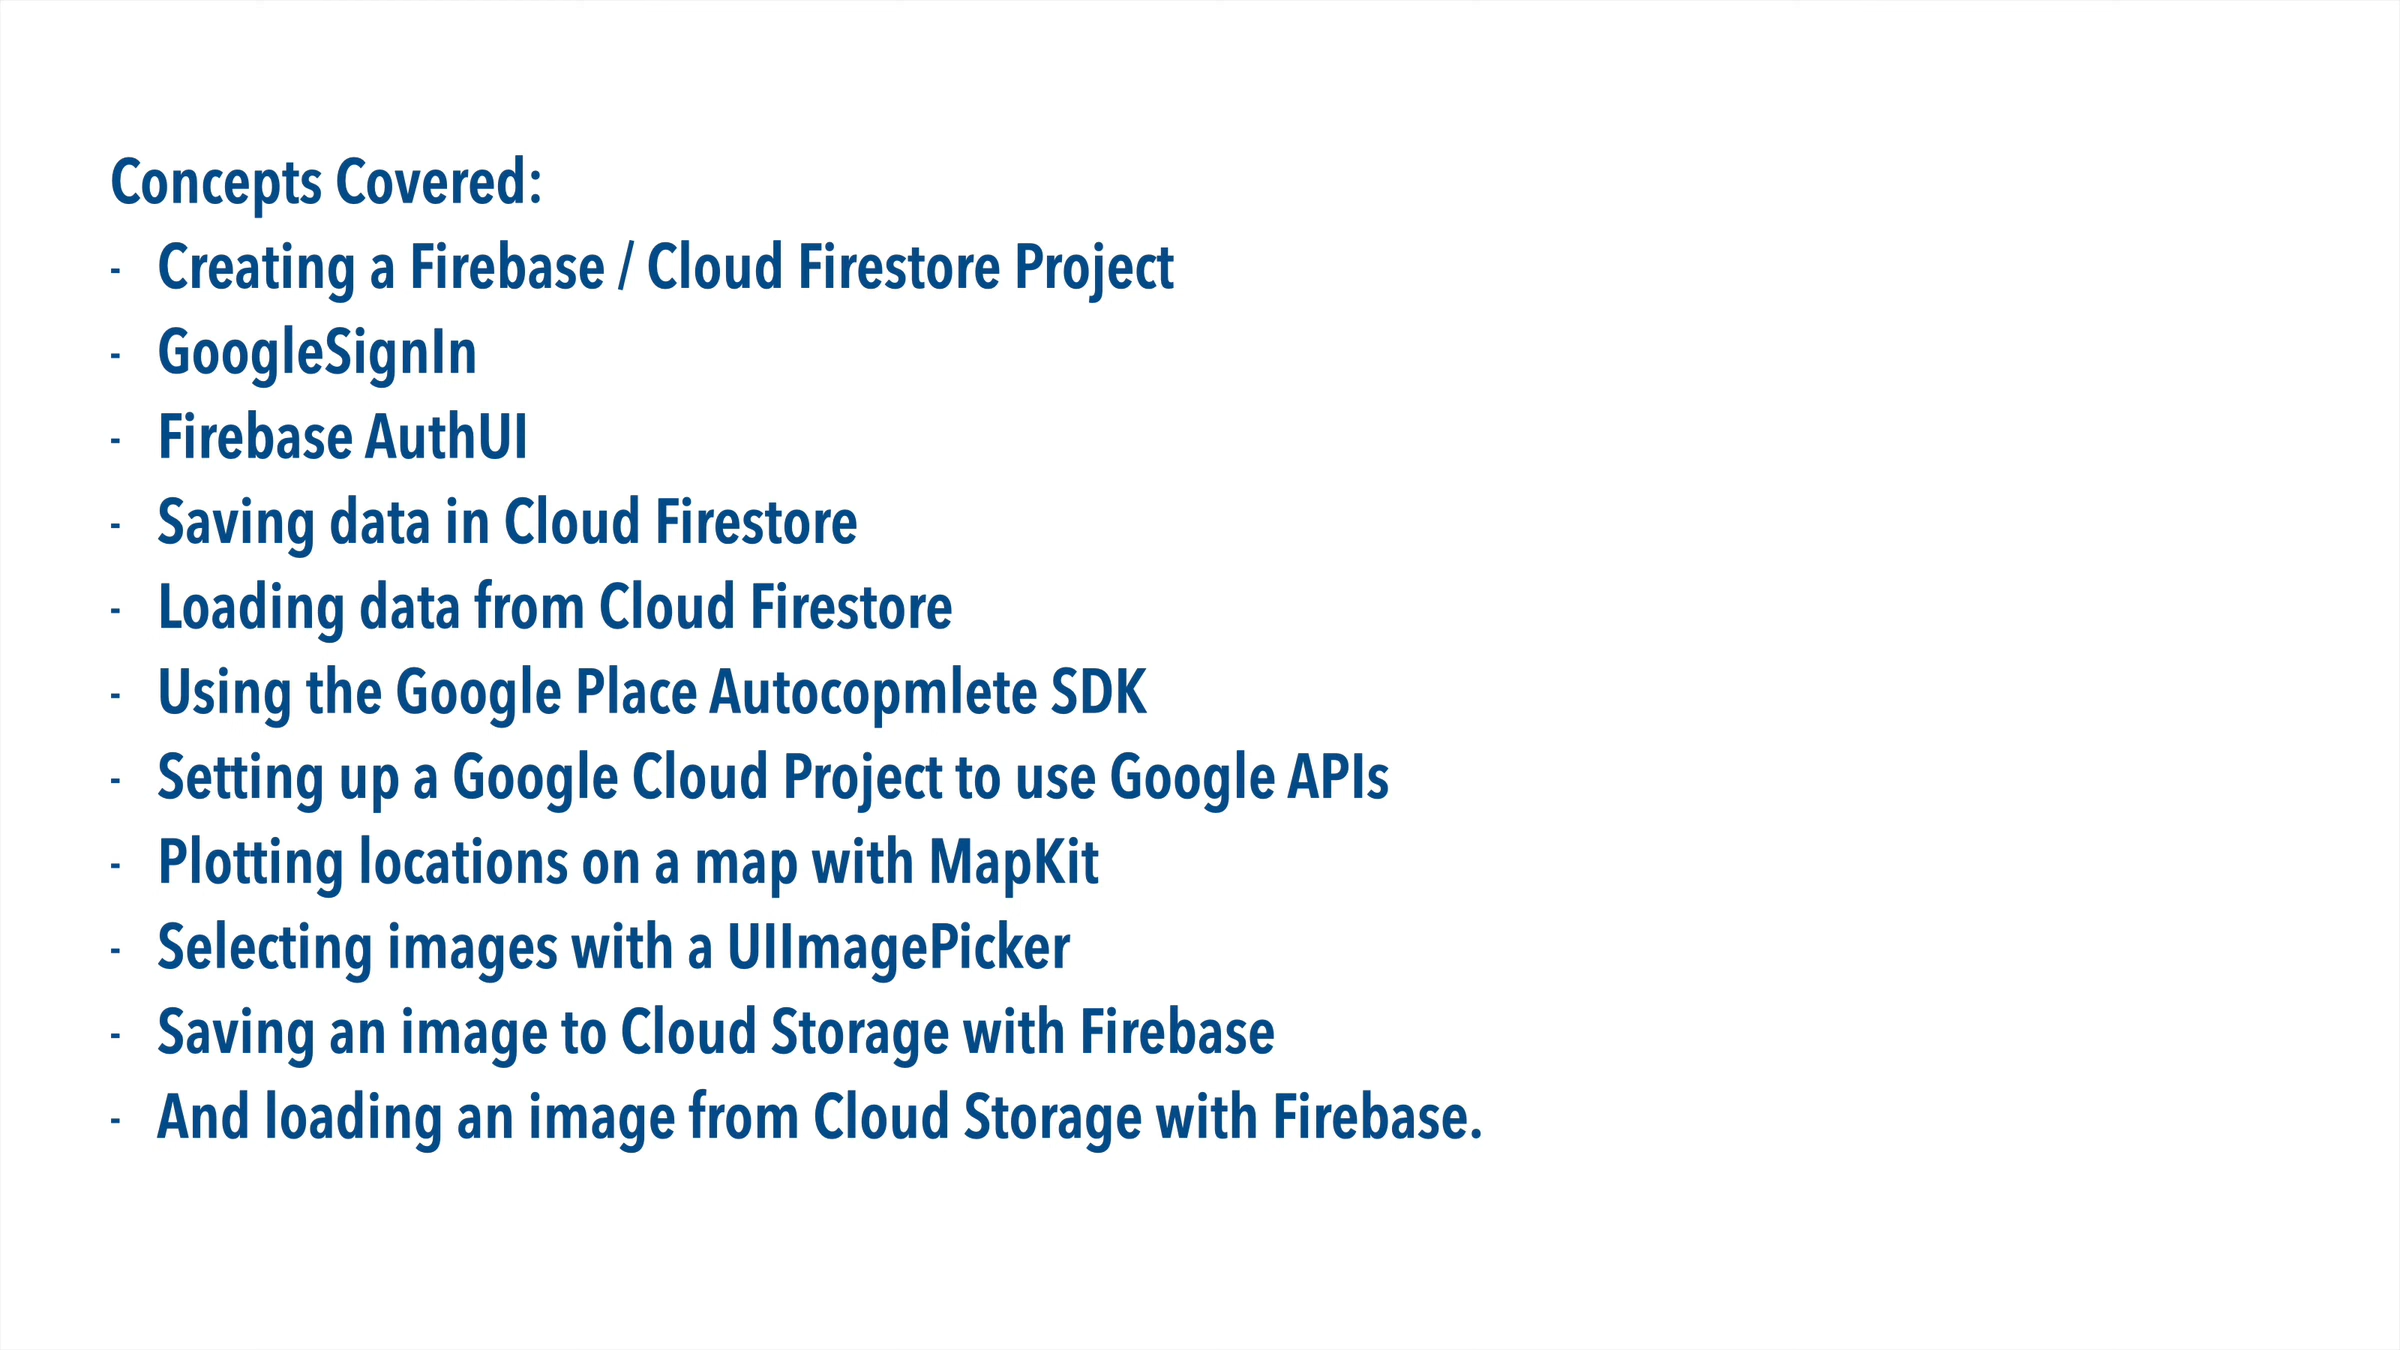 Concepts Covered:
- Creating a Firebase / Cloud Firestore Project
- GoogleSignIn
- Firebase AuthUI
- Saving data in Cloud Firestore
- Loading data from Cloud Firestore
- Using the Google Place Autocopmlete SDK
- Setting up a Google Cloud Project to use Google APIs
- Plotting locations on a map with MapKit
- Selecting images with a UIImagePicker
- Saving an image to Cloud Storage with Firebase
- And loading an image from Cloud Storage with Firebase.